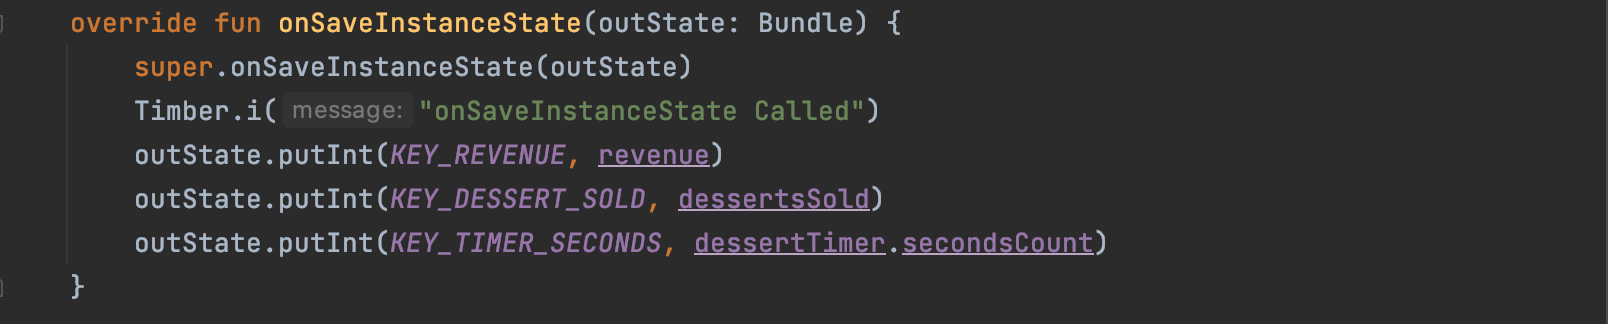 override fun onSaveInstanceState(outState: Bundle) {
super.onSaveInstanceState(outState)
Timber.i( message: "onSaveInstanceState Called")
outState.putInt(KEY_REVENUE, revenue)
outState.putInt(KEY_DESSERT_SOLD, dessertsSold)
outState.putInt(KEY_TIMER_SECONDS, dessertTimer.secondsCount)
}